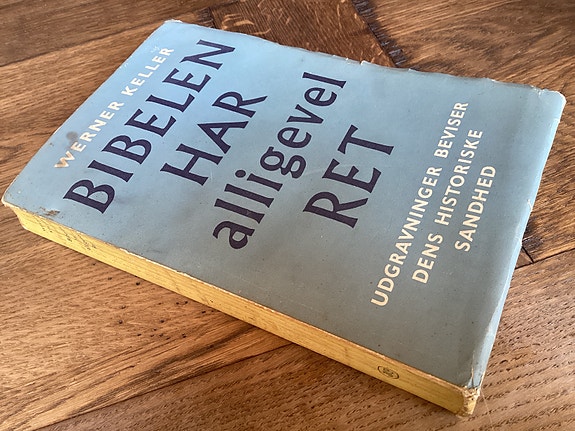 WERNER KELLER
BIBELEN
HAR
alligevel
RET
UDGRAVNINGER BEVISER
DENS HISTORISKE
SANDHED